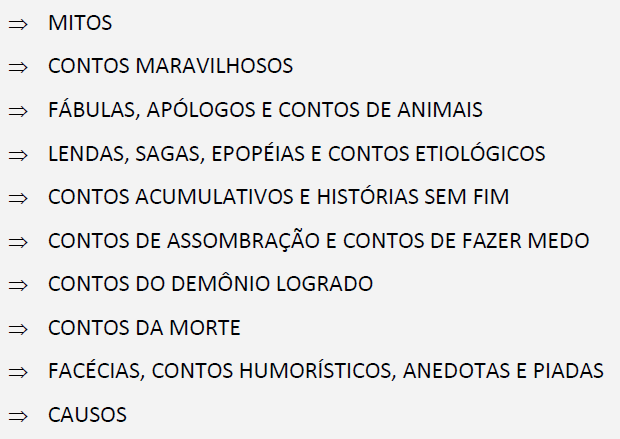 ⇒ MITOS
⇒ CONTOS MARAVILHOSOS
⇒ FÁBULAS, APÓLOGOS E CONTOS DE ANIMAIS
⇒ LENDAS, SAGAS, EPOPÉIAS E CONTOS ETIOLÓGICOS
⇒ CONTOS ACUMULATIVOS E HISTÓRIAS SEM FIM
⇒ CONTOS DE ASSOMBRAÇÃO E CONTOS DE FAZER MEDO
⇒ CONTOS DO DEMÔNIO LOGRADO
⇒ CONTOS DA MORTE
⇒ FACÉCIAS, CONTOS HUMORÍSTICOS, ANEDOTAS E PIADAS
⇒ CAUSOS